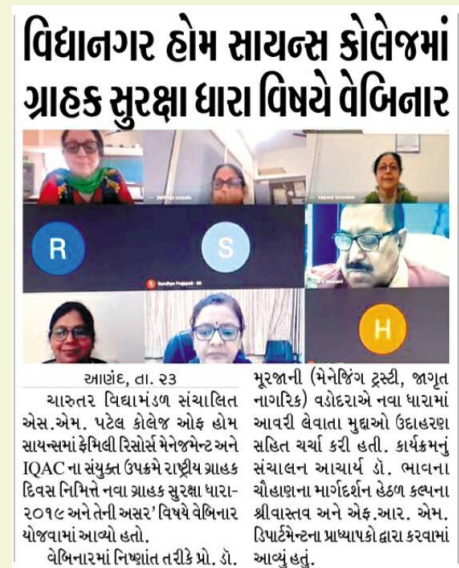 વિદ્યાનગર હોમ સાયન્સ કોલેજમાં
ગ્રાહક સુરક્ષા ધારા વિષયે વેબિનાર
R
S
Sandhya Prajapati - SK
H
આણંદ, તા. ૨૩
ચારુતર વિદ્યામંડળ સંચાલિત
એસ.એમ. પટેલ કોલેજ ઓફ હોમ
સાયન્સમાં ફેમિલી રિસોર્સ મેનેજમેન્ટ અને
IQAC ના સંયુક્ત ઉપક્રમે રાષ્ટ્રીય ગ્રાહક
દિવસ નિમિત્તે નવા ગ્રાહક સુરક્ષા ધારા-
૨૦૧૯ અને તેની અસર' વિષયે વેબિનાર
યોજવામાં આવ્યો હતો.
વેબિનારમાં નિષ્ણાંત તરીકે પ્રો. ડૉ.
મૂરજાની (મેનેજિંગ ટ્રસ્ટી, જાગૃત
નાગરિક) વડોદરાએ નવા ધારામાં
આવરી લેવાતા મુદ્દાઓ ઉદાહરણ
સહિત ચર્ચા કરી હતી. કાર્યક્રમનું
સંચાલન આચાર્ય ડો. ભાવના
ચૌહાણના માર્ગદર્શન હેઠળ કલ્પના
શ્રીવાસ્તવ અને એફ.આર. એમ.
ડિપાર્ટમેન્ટના પ્રાધ્યાપકો દ્વારા કરવામાં
આવ્યું હતું.